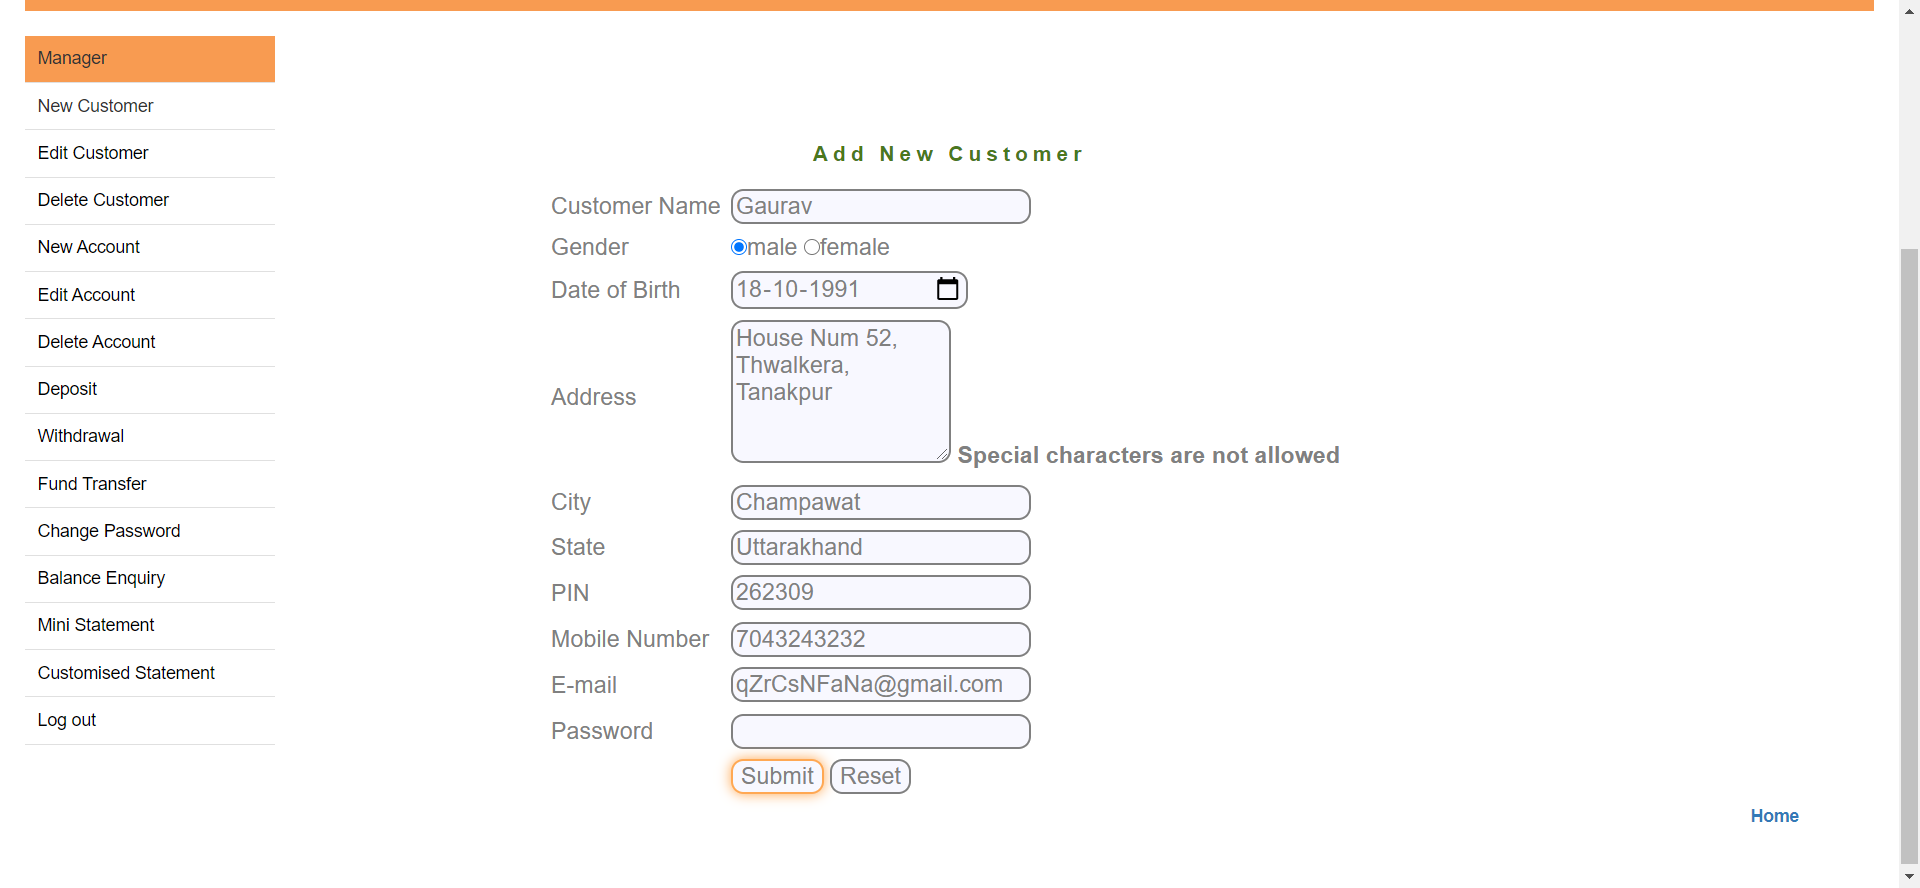 Manager
New Customer
Edit Customer
Delete Customer
New Account
Edit Account
Delete Account
Deposit
Withdrawal
Fund Transfer
Change Password
Balance Enquiry
Mini Statement
Customised Statement
Log out
Add New Customer
Customer Name Gaurav
Gender male female
Date of Birth 18-10-1991
Address
House Num 52,
Thwalkera,
Tanakpur
Special characters are not allowed
City Champawat
State Uttarakhand
PIN 262309
Mobile Number 7043243232
E-mail qZrCsNFaNa@gmail.com
Password
Submit Reset
Home